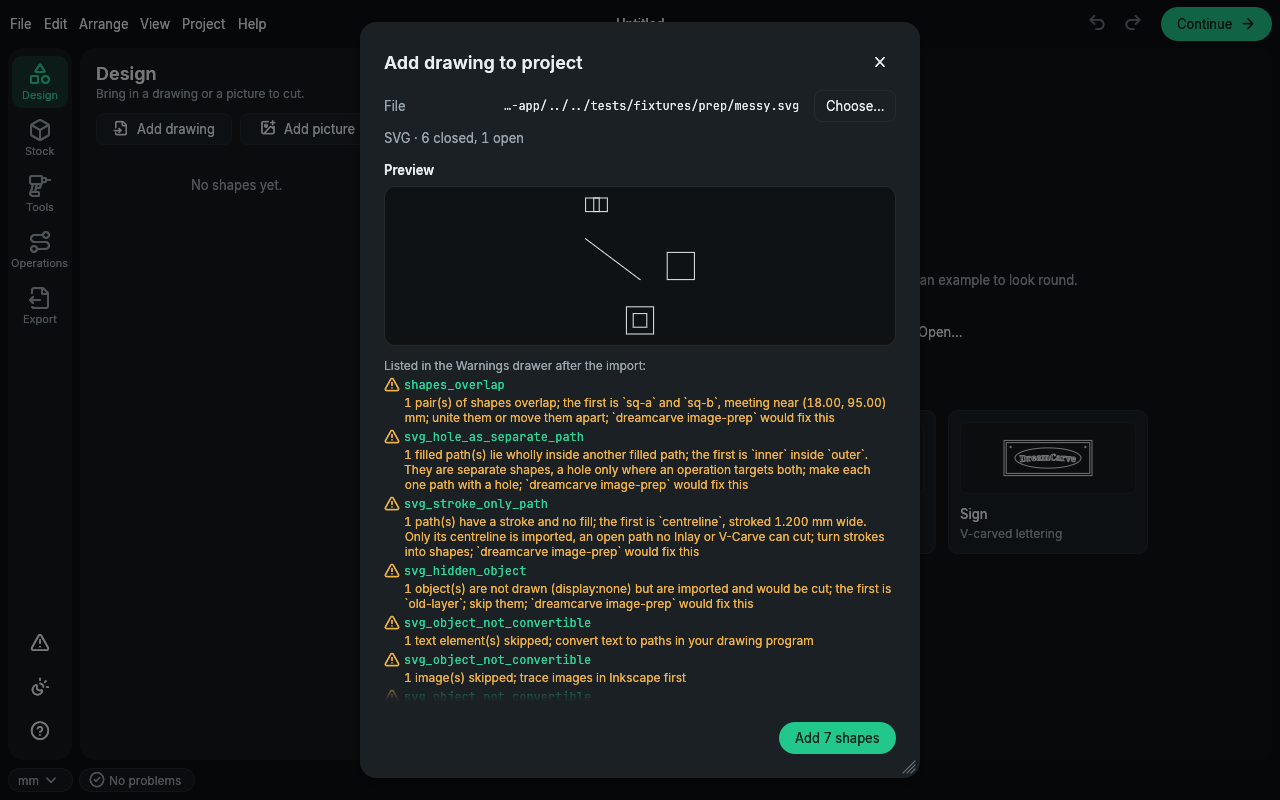 File Edit Arrange View Project Help
Untitled
Continue
Design
Bring in a drawing or a picture to cut.
Add drawing
Add picture
No shapes yet.
Design
Stock
Tools
Operations
Export
Add drawing to project
File
…-app/../../tests/fixtures/prep/messy.svg
Choose...
SVG · 6 closed, 1 open
Preview
Listed in the Warnings drawer after the import:
shapes_overlap
1 pair(s) of shapes overlap; the first is `sq-a` and `sq-b`, meeting near (18.00, 95.00)
mm; unite them or move them apart; `dreamcarve image-prep` would fix this
svg_hole_as_separate_path
1 filled path(s) lie wholly inside another filled path; the first is `inner` inside `outer`.
They are separate shapes, a hole only where an operation targets both; make each
one path with a hole; `dreamcarve image-prep` would fix this
svg_stroke_only_path
1 path(s) have a stroke and no fill; the first is `centreline`, stroked 1.200 mm wide.
Only its centreline is imported, an open path no Inlay or V-Carve can cut; turn strokes
into shapes; `dreamcarve image-prep` would fix this
svg_hidden_object
1 object(s) are not drawn (display:none) but are imported and would be cut; the first is
`old-layer`; skip them; `dreamcarve image-prep` would fix this
svg_object_not_convertible
1 text element(s) skipped; convert text to paths in your drawing program
svg_object_not_convertible
1 image(s) skipped; trace images in Inkscape first
svg_object_not_convertible
Add 7 shapes
an example to look round.
Open...
DreamCarve
Sign
V-carved lettering
mm
No problems